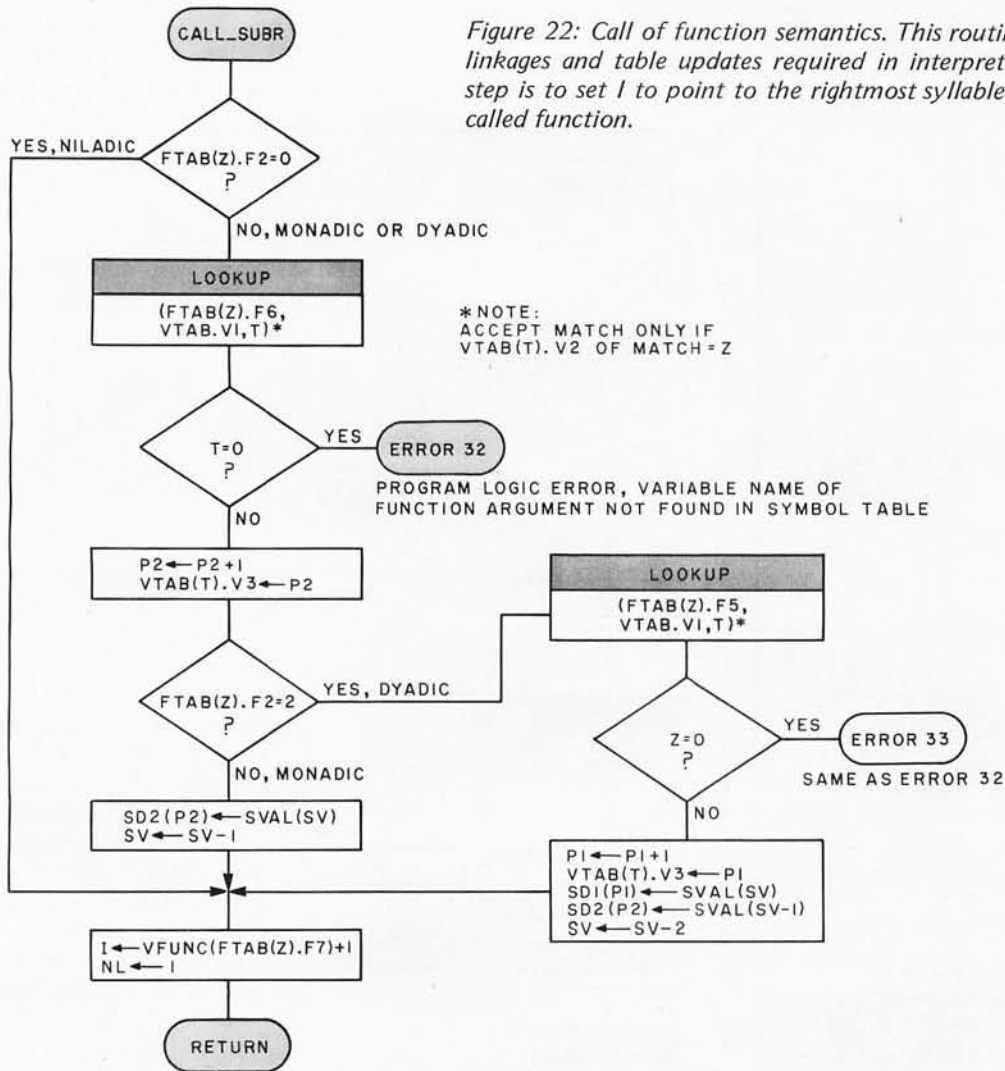 CALL_SUBR
Figure 22: Call of function semantics. This routi
linkages and table updates required in interpret
step is to set I to point to the rightmost syllable
called function.
YES, NILADIC
FTAB(Z).F2=0
?
NO, MONADIC OR DYADIC
LOOKUP
(FTAB(Z).F6,
VTAB.V1,T)*
*NOTE:
ACCEPT MATCH ONLY IF
VTAB(T).V2 OF MATCH=Z
T=0
?
YES
ERROR 32
PROGRAM LOGIC ERROR, VARIABLE NAME OF
FUNCTION ARGUMENT NOT FOUND IN SYMBOL TABLE
NO
P2←P2+1
VTAB(T).V3←P2
LOOKUP
(FTAB(Z).F5,
VTAB.V1,T)*
FTAB(Z).F2=2
?
YES, DYADIC
Z=0
?
YES
ERROR 33
SAME AS ERROR 32
NO, MONADIC
NO
SD2(P2)←SVAL(SV)
SV←SV-1
P1←P1+1
VTAB(T).V3←P1
SD1(P1)←SVAL(SV)
SD2(P2)←SVAL(SV-1)
SV←SV-2
I←VFUNC(FTAB(Z).F7)+1
NL←1
RETURN